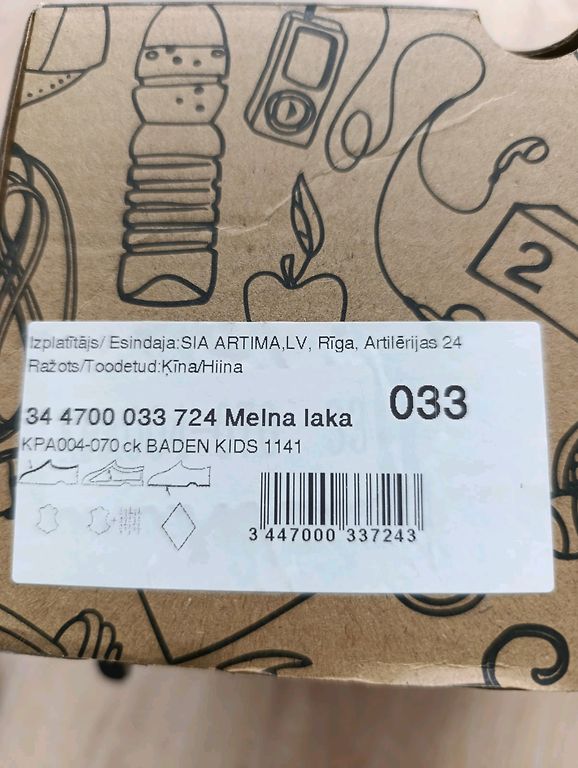 2
Izplatītājs/ Esindaja:SIA ARTIMA,LV, Rīga, Artilērijas 24
Ražots/Toodetud:Ķīna/Hiina
033
34 4700 033 724 Melna laka
KPA004-070 ck BADEN KIDS 1141
3 447000 337243